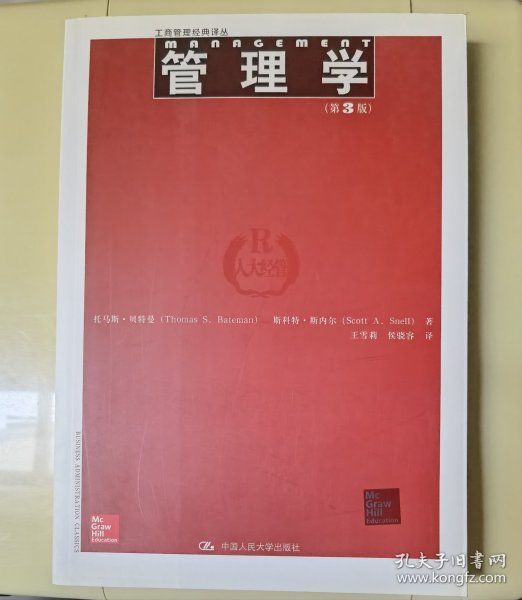 工商管理经典译丛
MANAGEMENT
管理学
(第3版)
R
人大经管
托马斯·贝特曼(Thomas S. Bateman) 斯科特·斯内尔(Scott A. Snell) 著
王雪莉 侯骁容 译
BUSINESS ADMINISTRATION CLASSICS
Mc
Graw
Hill
Education
Mc
Graw
Hill
Education
中国人民大学出版社
孔夫子旧书网
www.kongfz.com